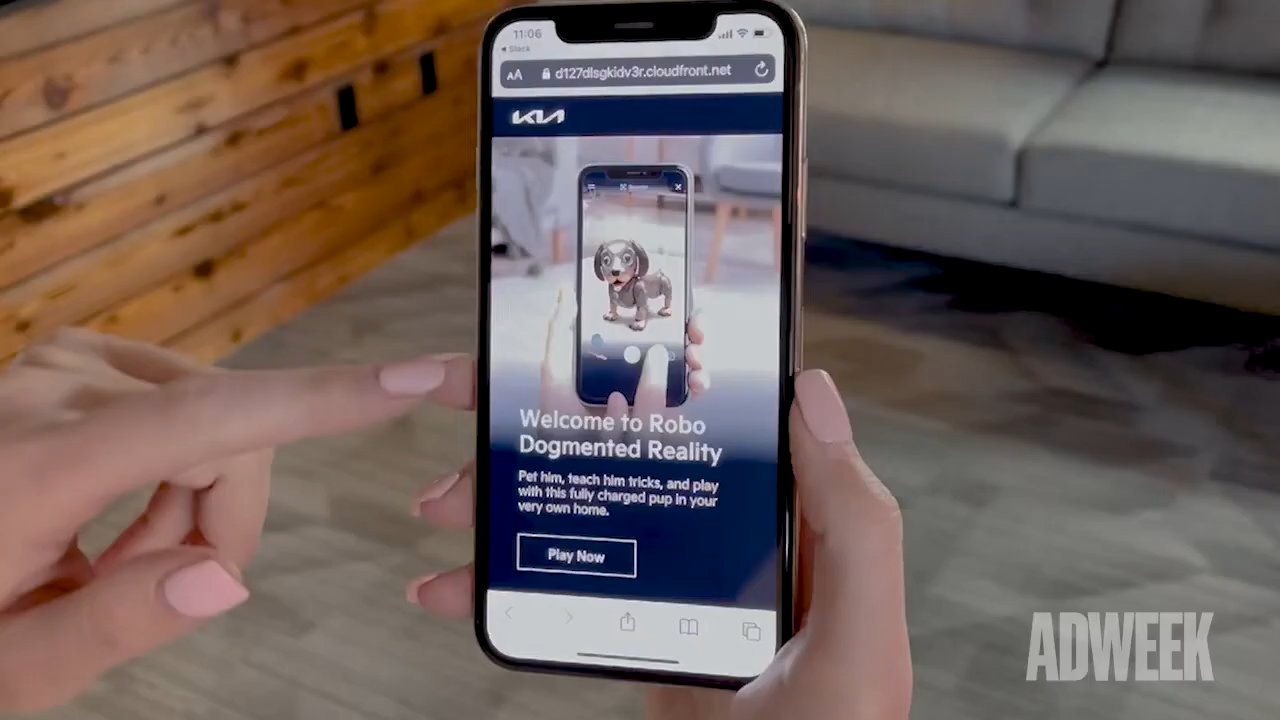 11:06
Slack
AA d127dlsgkidv3r.cloudfront.net
KIA
Welcome to Robo
Dogmented Reality
Pet him, teach him tricks, and play
with this fully charged pup in your
very own home.
Play Now
ADWEEK